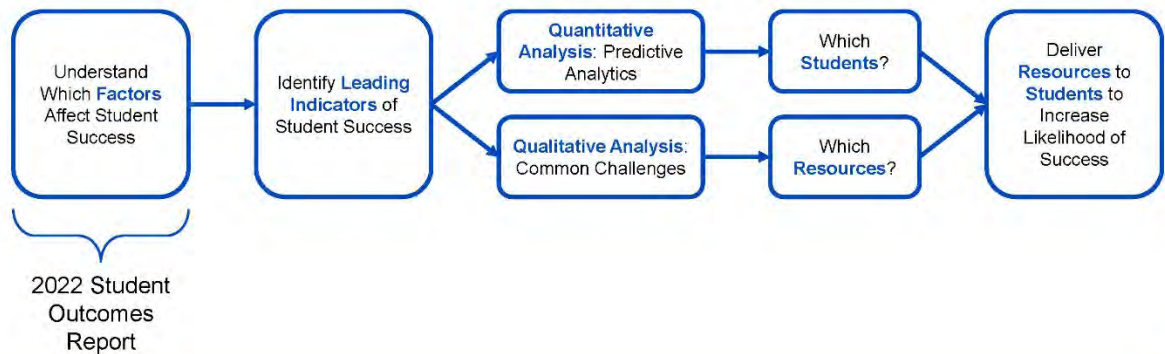 Understand
Which Factors
Affect Student
Success
Identify Leading
Indicators of
Student Success
Quantitative
Analysis: Predictive
Analytics
Which
Students?
Qualitative Analysis:
Common Challenges
Which
Resources?
Deliver
Resources to
Students to
Increase
Likelihood of
Success
2022 Student
Outcomes
Report